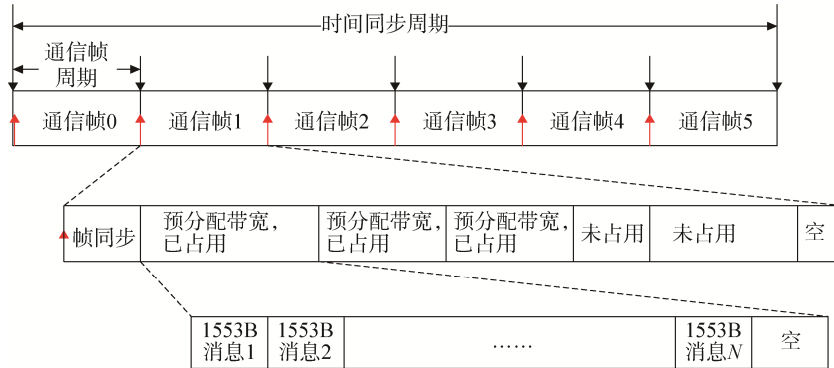 时间同步周期
通信帧
周期
通信帧0
通信帧1
通信帧2
通信帧3
通信帧4
通信帧5
帧同步
预分配带宽，
已占用
预分配带宽，
已占用
预分配带宽，
已占用
未占用
未占用
空
1553B
消息1
1553B
消息2
……
1553B
消息N
空